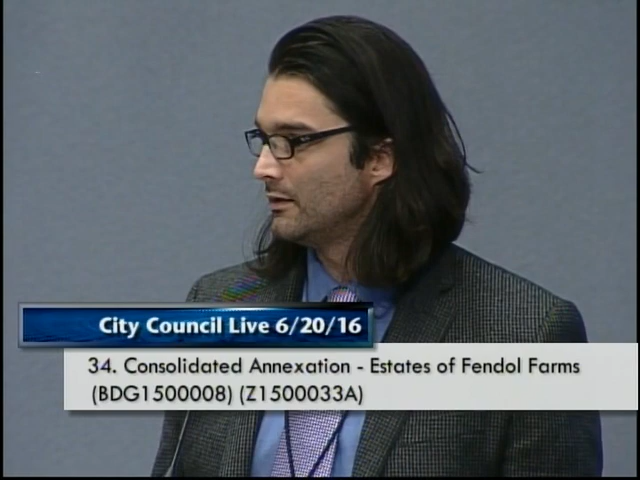 City Council Live 6/20/16
34. Consolidated Annexation - Estates of Fendol Farms
(BDG1500008) (Z1500033A)